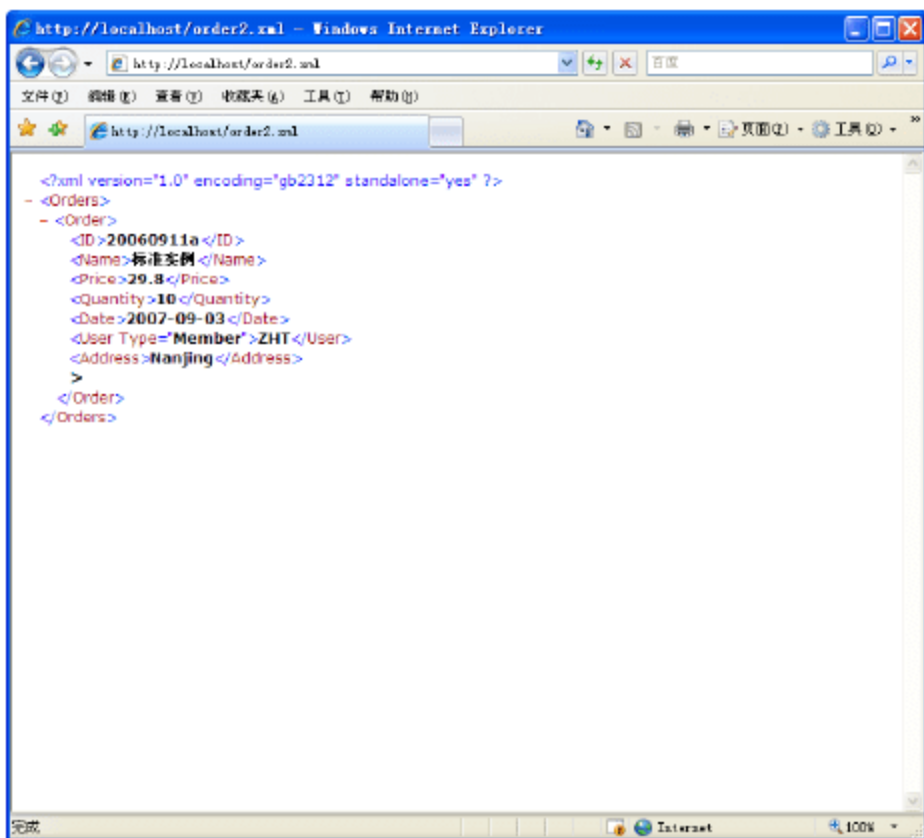 http://localhost/order2.xml - Windows Internet Explorer
http://localhost/order2.xml 百度
文件(F) 编辑(E) 查看(V) 收藏夹(A) 工具(T) 帮助(H)
http://localhost/order2.xml 页面(P) 工具(O) »
<?xml version="1.0" encoding="gb2312" standalone="yes" ?>
- <Orders>
- <Order>
<ID>20060911a</ID>
<Name>标准实例</Name>
<Price>29.8</Price>
<Quantity>10</Quantity>
<Date>2007-09-03</Date>
<User Type="Member">ZHT</User>
<Address>Nanjing</Address>
>
</Order>
</Orders>
完成 Internet 100%